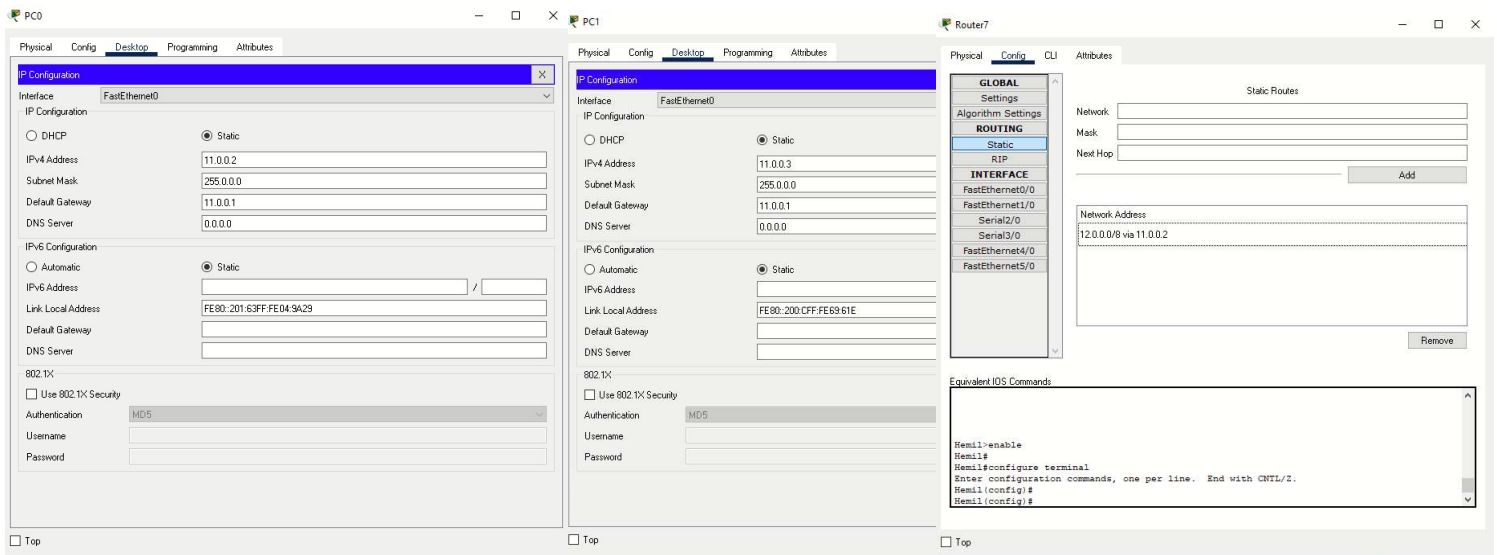 PC0
Physical Config Desktop Programming Attributes
IP Configuration X
Interface FastEthernet0
IP Configuration
DHCP Static
IPv4 Address 11.0.0.2
Subnet Mask 255.0.0.0
Default Gateway 11.0.0.1
DNS Server 0.0.0.0
IPv6 Configuration
Automatic Static
IPv6 Address /
Link Local Address FE80::201:63FF:FE04:9A29
Default Gateway
DNS Server
802.1X
Use 802.1X Security
Authentication MD5
Username
Password
Top
PC1
Physical Config Desktop Programming Attributes
IP Configuration
Interface FastEthernet0
IP Configuration
DHCP Static
IPv4 Address 11.0.0.3
Subnet Mask 255.0.0.0
Default Gateway 11.0.0.1
DNS Server 0.0.0.0
IPv6 Configuration
Automatic Static
IPv6 Address
Link Local Address FE80::200:CFF:FE69:61E
Default Gateway
DNS Server
802.1X
Use 802.1X Security
Authentication MD5
Username
Password
Top
Router7
Physical Config CLI Attributes
GLOBAL
Settings
Algorithm Settings
ROUTING
Static
RIP
INTERFACE
FastEthernet0/0
FastEthernet1/0
Serial2/0
Serial3/0
FastEthernet4/0
FastEthernet5/0
Static Routes
Network
Mask
Next Hop
Add
Network Address
12.0.0.0/8 via 11.0.0.2
Remove
Equivalent IOS Commands
Hemil>enable
Hemil#
Hemil#configure terminal
Enter configuration commands, one per line. End with CNTL/Z.
Hemil(config)#
Hemil(config)#
Top